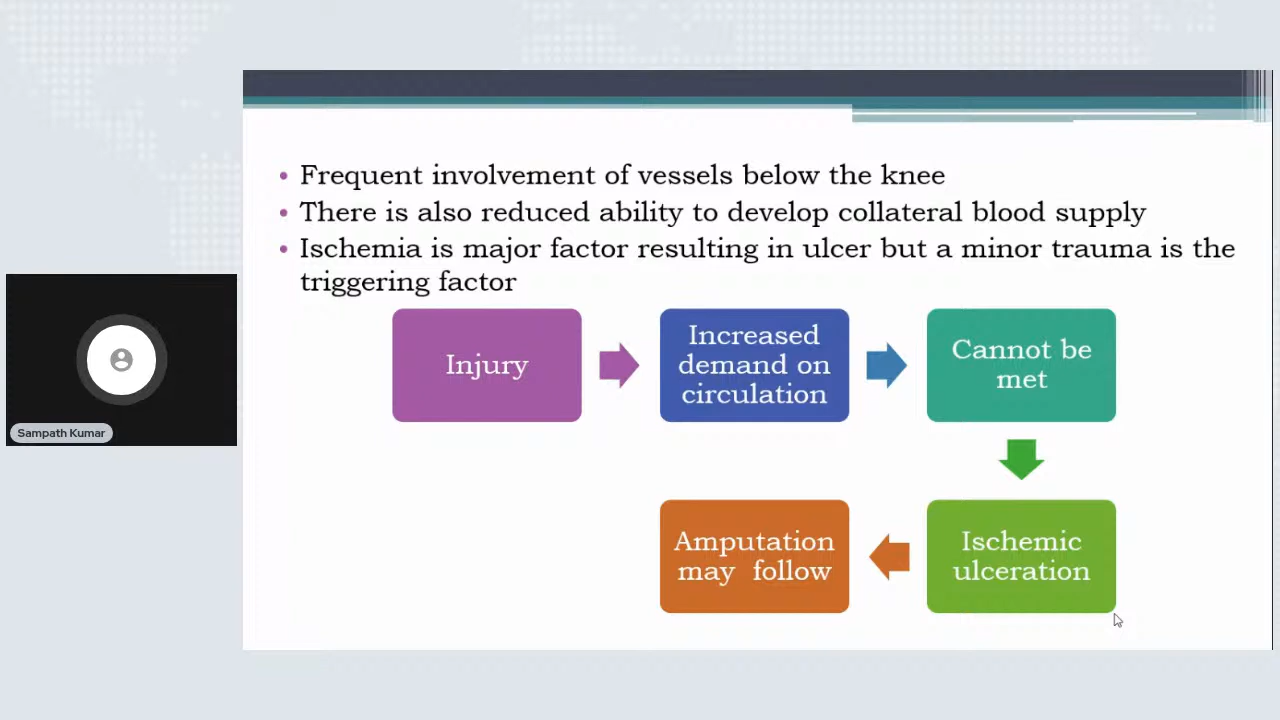 Frequent involvement of vessels below the knee
There is also reduced ability to develop collateral blood supply
Ischemia is major factor resulting in ulcer but a minor trauma is the
triggering factor
Injury
Increased
demand on
circulation
Cannot be
met
Ischemic
ulceration
Amputation
may follow
Sampath Kumar